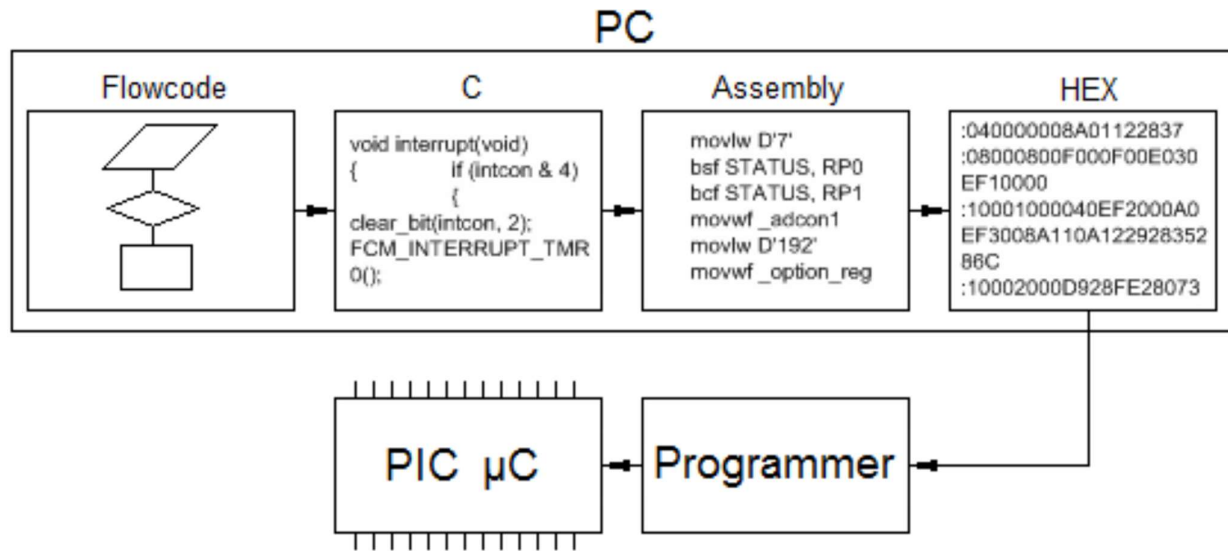 PC
Flowcode
C
Assembly
HEX
void interrupt(void)
{ if (intcon & 4)
{
clear_bit(intcon, 2);
FCM_INTERRUPT_TMR
0();
movlw D'7'
bsf STATUS, RP0
bcf STATUS, RP1
movwf _adcon1
movlw D'192'
movwf _option_reg
:040000008A01122837
:08000800F000F00E030
EF10000
:10001000040EF2000A0
EF3008A110A122928352
86C
:10002000D928FE28073
PIC µC
Programmer